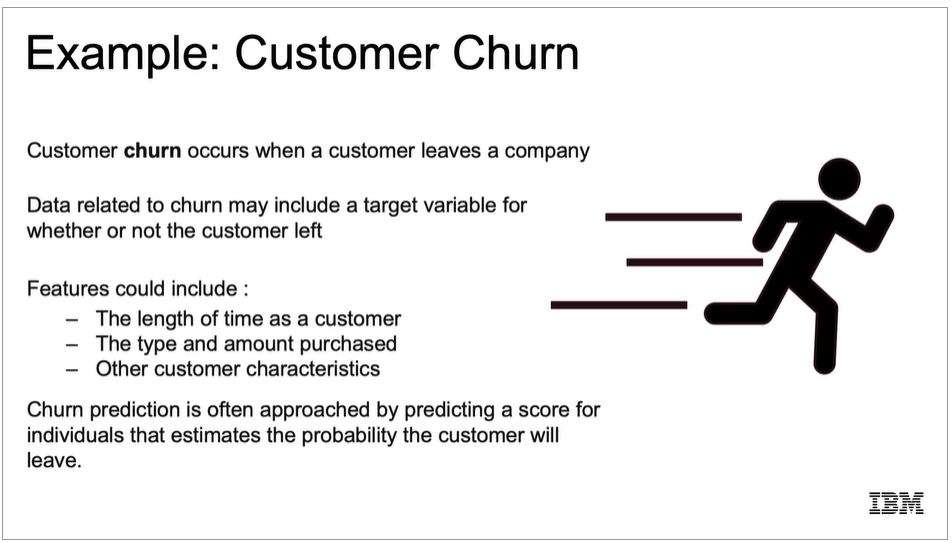 Example: Customer Churn
Customer churn occurs when a customer leaves a company
Data related to churn may include a target variable for
whether or not the customer left
Features could include :
– The length of time as a customer
– The type and amount purchased
– Other customer characteristics
Churn prediction is often approached by predicting a score for
individuals that estimates the probability the customer will
leave.
IBM